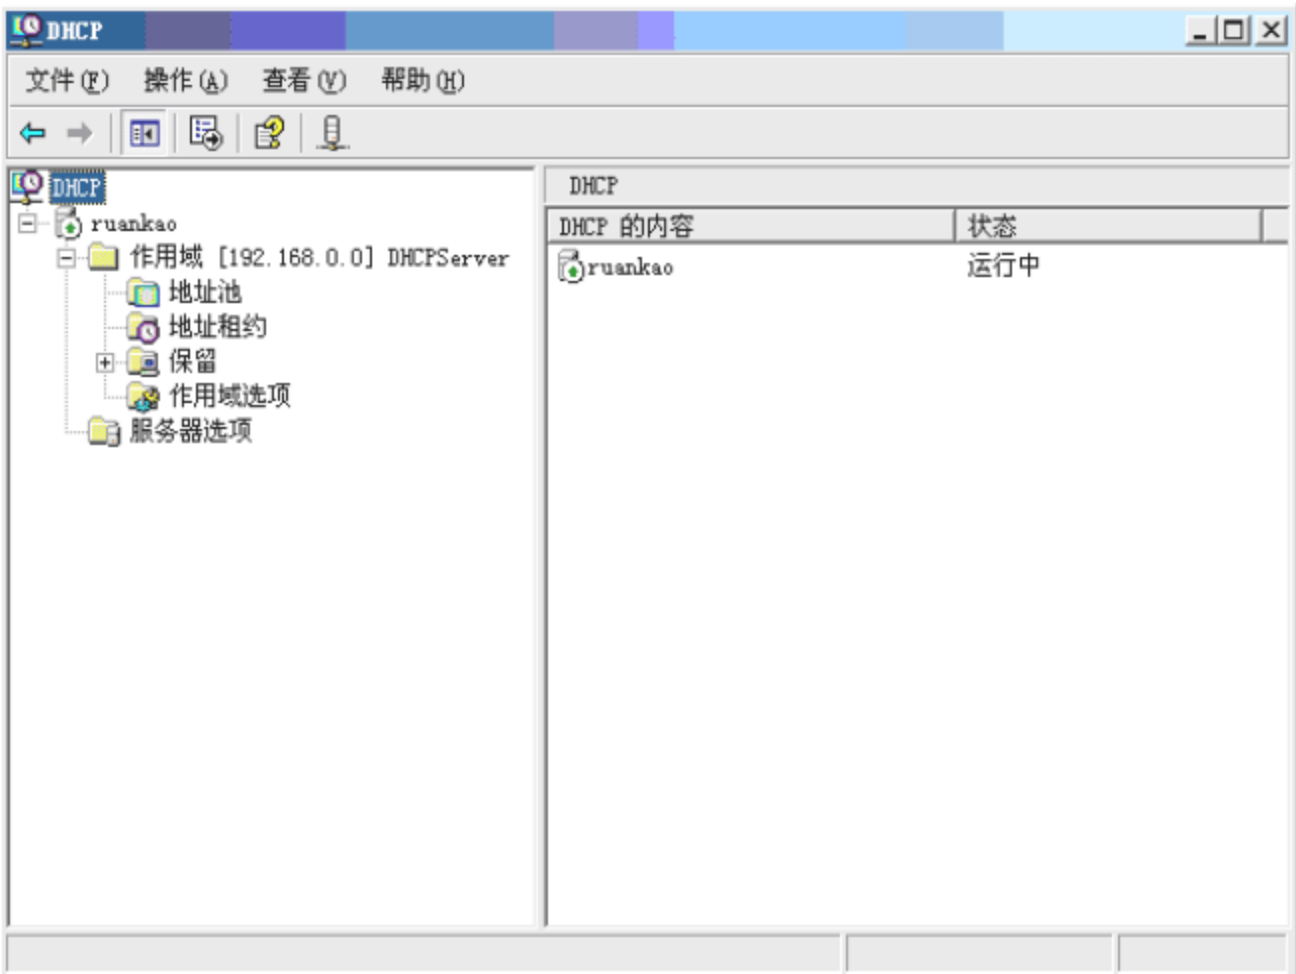 DHCP
文件(F) 操作(A) 查看(V) 帮助(H)
DHCP
ruankao
作用域 [192.168.0.0] DHCPServer
地址池
地址租约
保留
作用域选项
服务器选项
DHCP
DHCP 的内容 状态
ruankao 运行中